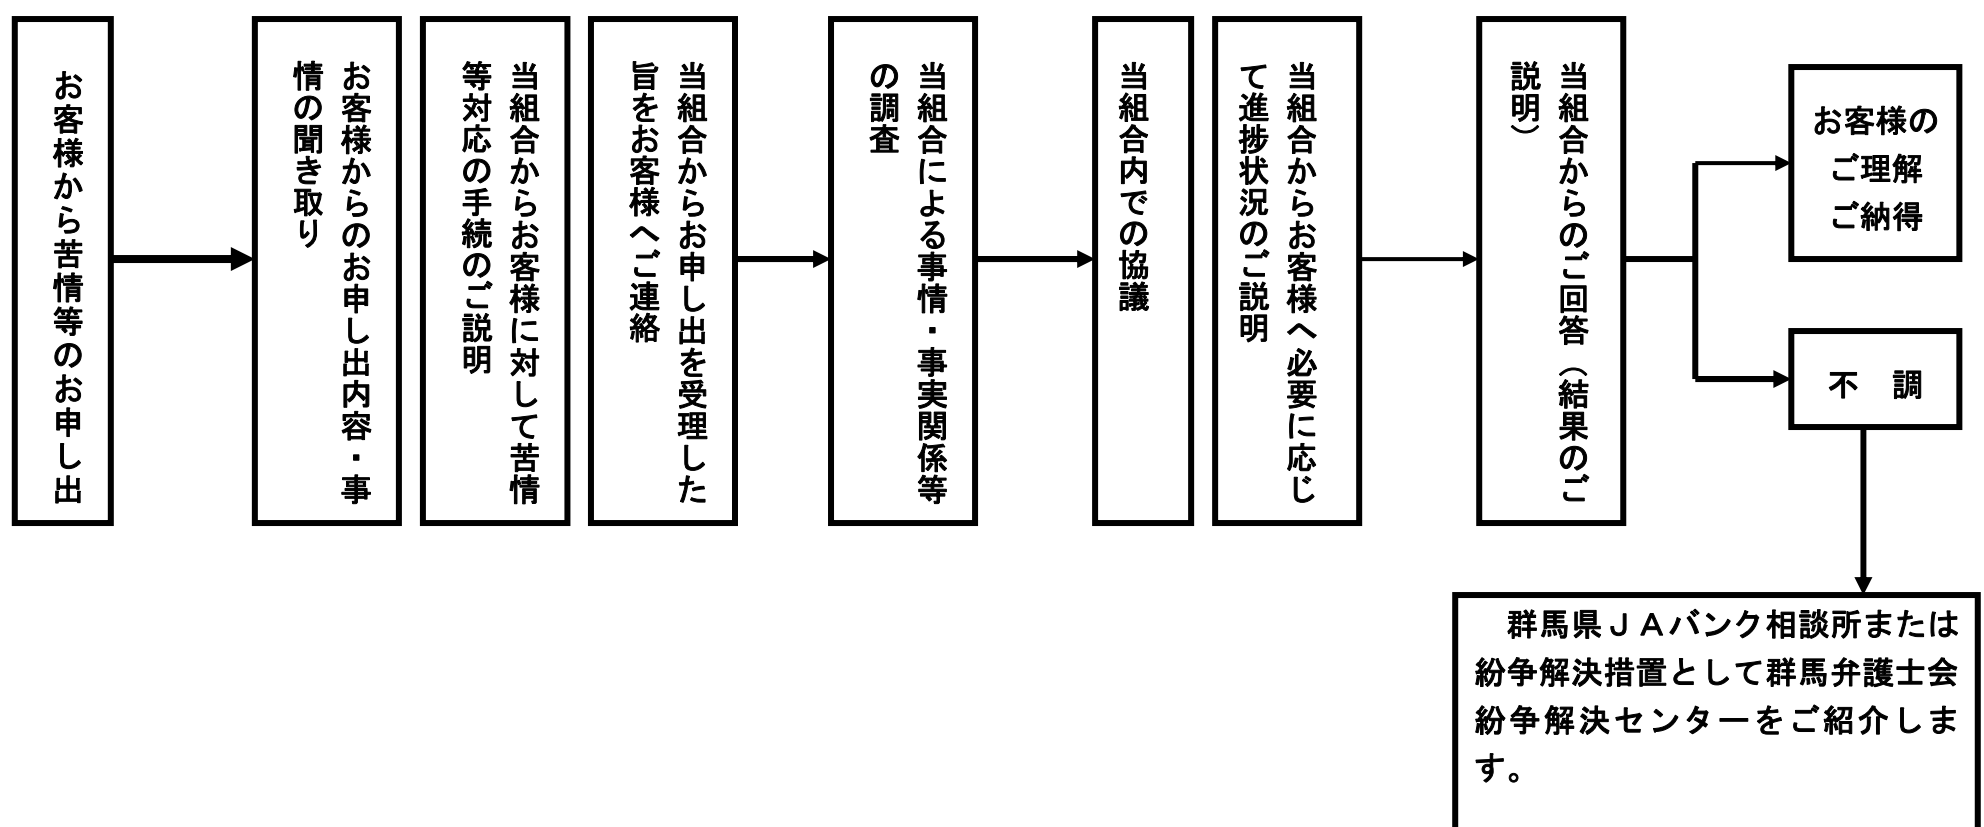 お客様から苦情等のお申し出
お客様からのお申し出内容・事
情の聞き取り
当組合からお客様に対して苦情
等対応の手続のご説明
当組合からお申し出を受理した
旨をお客様へご連絡
当組合による事情・事実関係等
の調査
当組合内での協議
当組合からお客様へ必要に応じ
て進捗状況のご説明
当組合からのご回答（結果のご
説明）
お客様の
ご理解
ご納得
不　調
群馬県ＪＡバンク相談所または
紛争解決措置として群馬弁護士会
紛争解決センターをご紹介しま
す。